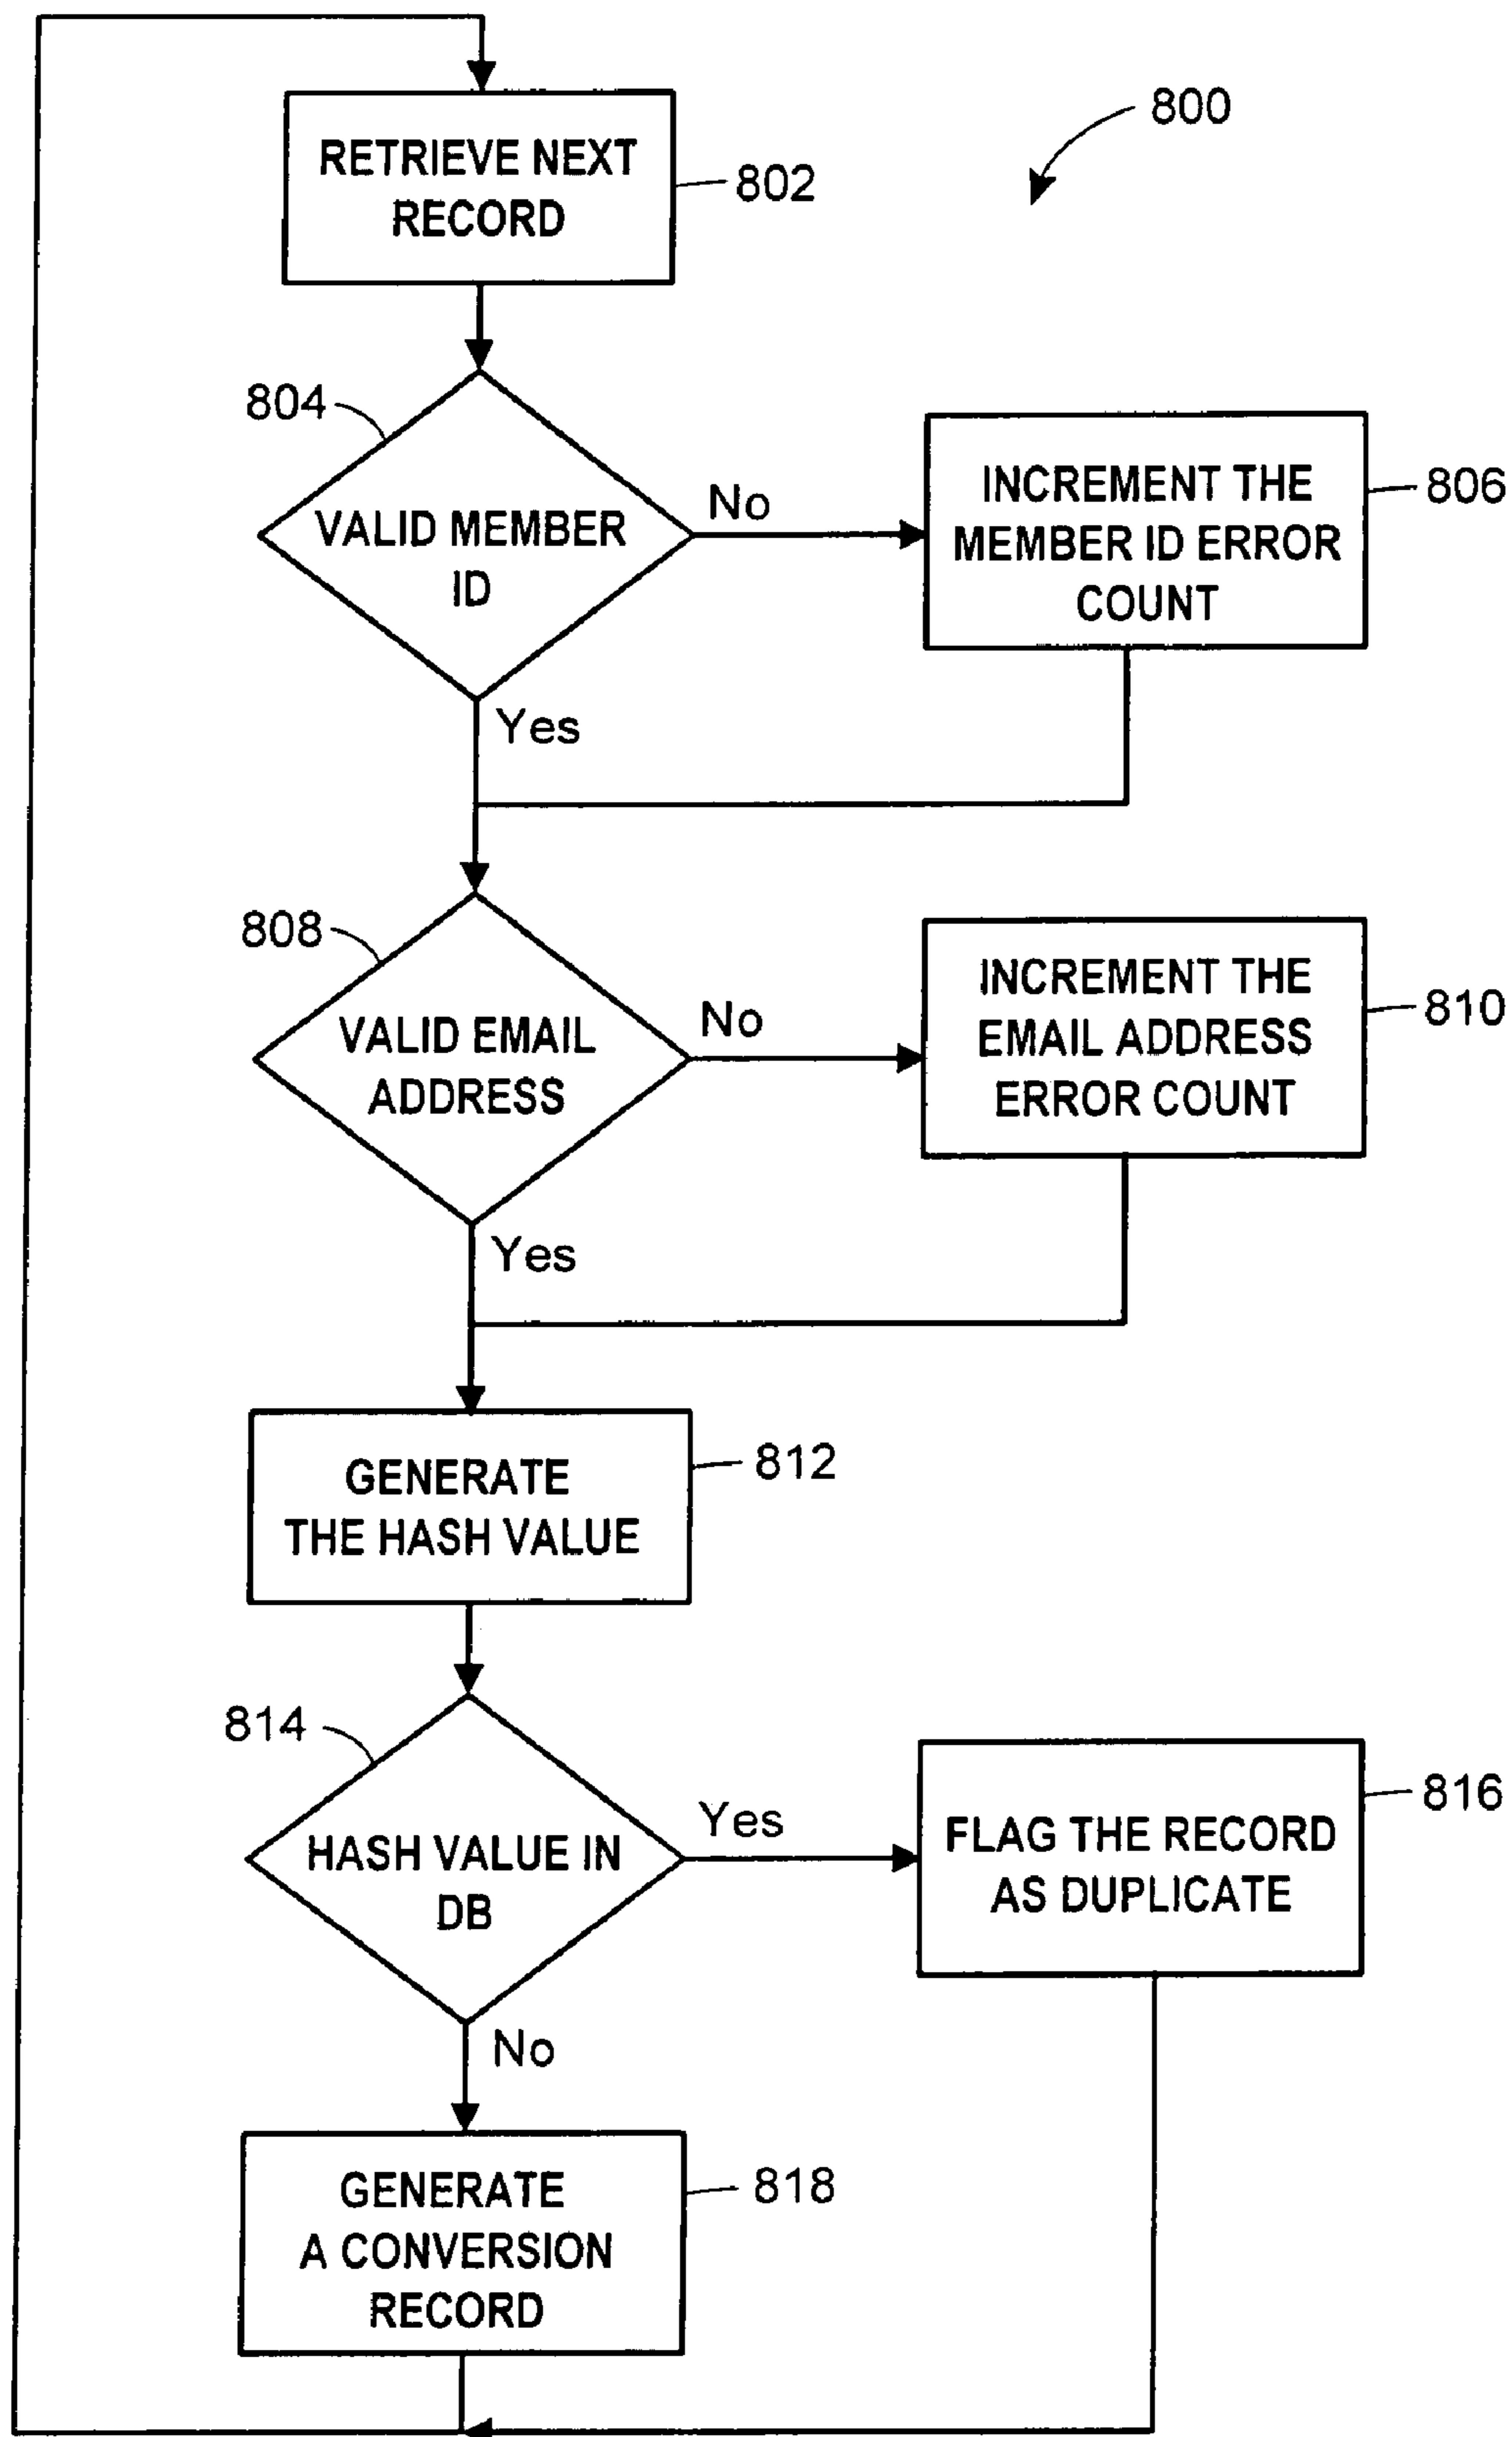 800
RETRIEVE NEXT
RECORD
802
804
VALID MEMBER
ID
No
INCREMENT THE
MEMBER ID ERROR
COUNT
806
Yes
808
VALID EMAIL
ADDRESS
No
INCREMENT THE
EMAIL ADDRESS
ERROR COUNT
810
Yes
GENERATE
THE HASH VALUE
812
814
HASH VALUE IN
DB
Yes
FLAG THE RECORD
AS DUPLICATE
816
No
GENERATE
A CONVERSION
RECORD
818